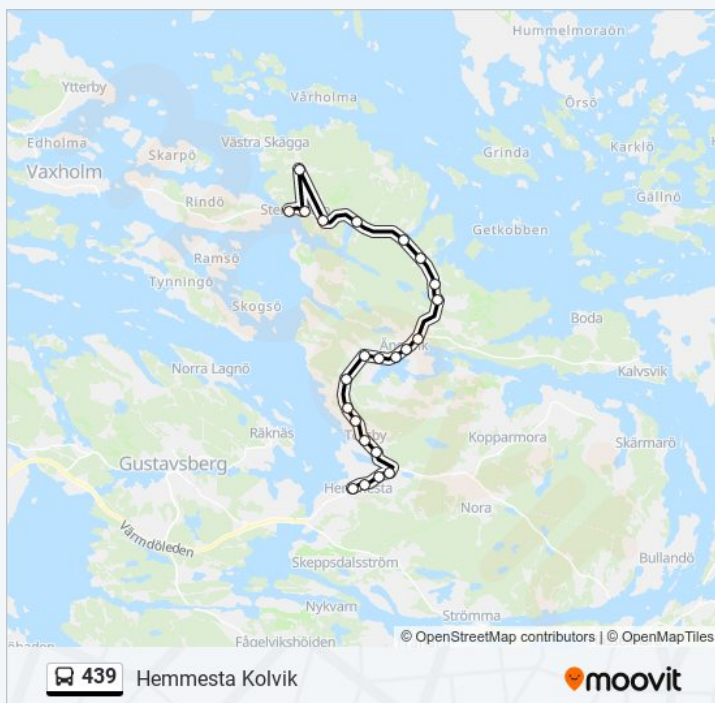 Hummelmoraön
Ytterby
Vårholma
Örsö
Edholma
Västra Skägga
Karklö
Skarpö
Grinda
Vaxholm
Gällnö
Rindö
Getkobben
Ramsö
Tynningö
Skogsö
Boda
Norra Lagnö
Kalvsvik
Räknäs
Kopparmora
Skärmarö
Gustavsberg
Nora
Värmdöleden
Skeppsdalsström
Bullandö
Nykvarn
Strömma
Fågelvikshöjden
© OpenStreetMap contributors | © OpenMapTiles
439 Hemmesta Kolvik
moovit